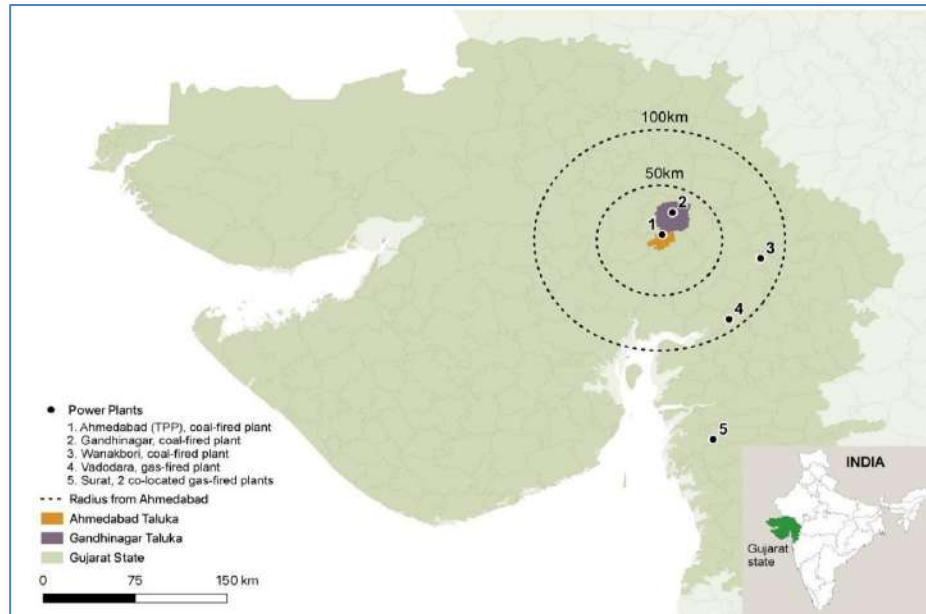 100km
50km
2
1
3
4
5
Power Plants
1. Ahmedabad (TPP), coal-fired plant
2. Gandhinagar, coal-fired plant
3. Wanakbori, coal-fired plant
4. Vadodara, gas-fired plant
5. Surat, 2 co-located gas-fired plants
Radius from Ahmedabad
Ahmedabad Taluka
Gandhinagar Taluka
Gujarat State
0 75 150 km
INDIA
Gujarat
state